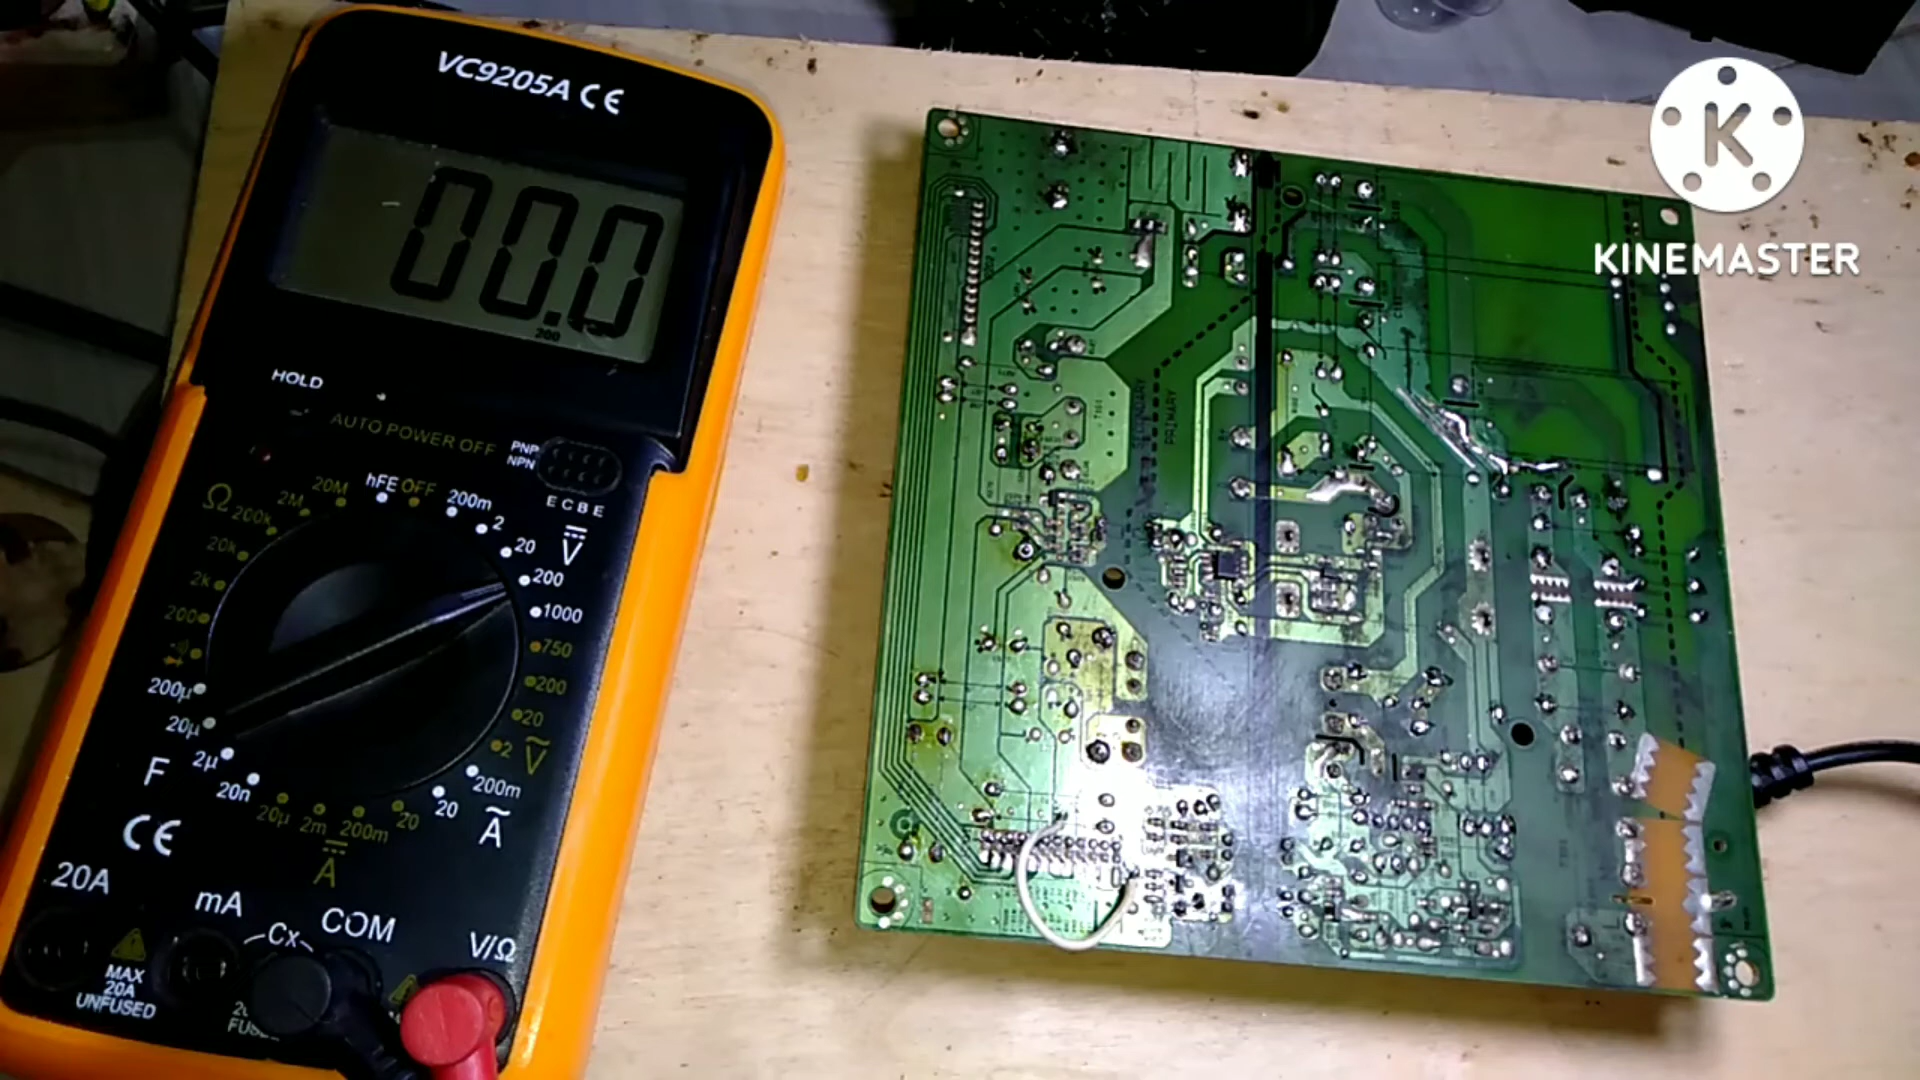 VC9205A CE
00.0
200
HOLD
AUTO POWER OFF
PNP
NPN
E C B E
hFE OFF
20M
2M
Ω 200k
20k
2k
200
200m
2
20
V
200
1000
750
200
20
2 V
200m
20
A
200µ
20µ
2µ
20n
F
20µ 2m 200m 20
A
CE
20A
mA
Cx
COM
V/Ω
MAX
20A
UNFUSED
SECONDARY
PRIMARY
K
KINEMASTER